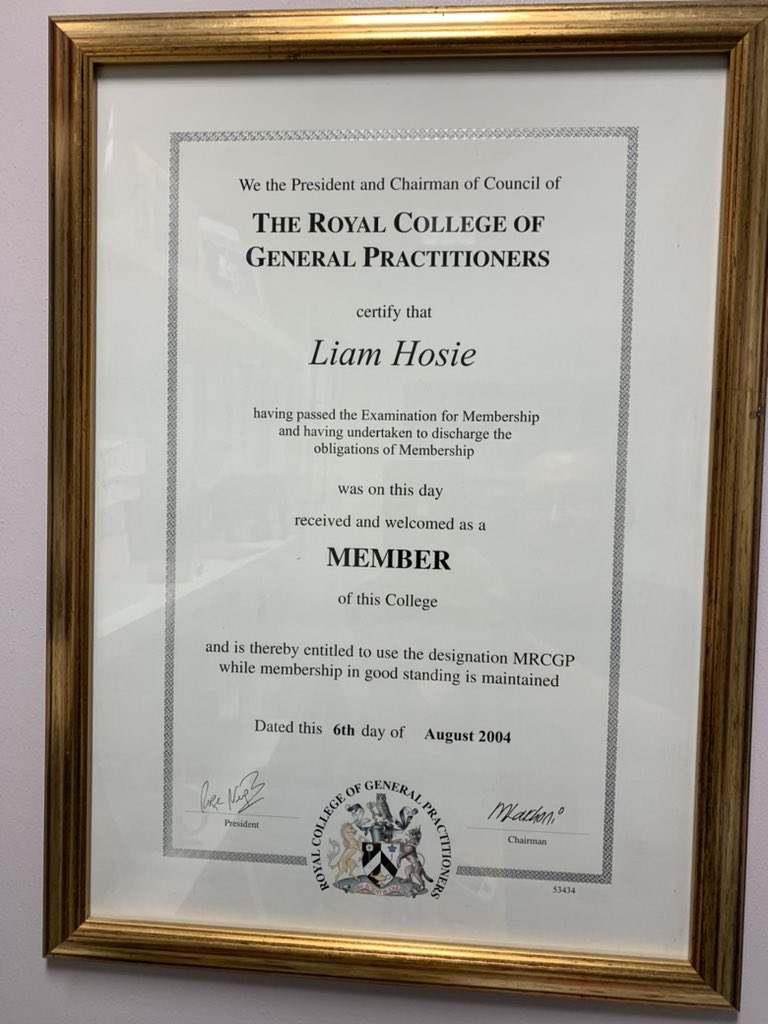 We the President and Chairman of Council of
THE ROYAL COLLEGE OF
GENERAL PRACTITIONERS
certify that
Liam Hosie
having passed the Examination for Membership
and having undertaken to discharge the
obligations of Membership
was on this day
received and welcomed as a
MEMBER
of this College
and is thereby entitled to use the designation MRCGP
while membership in good standing is maintained
Dated this 6th day of August 2004
President
Chairman
ROYAL COLLEGE OF GENERAL PRACTITIONERS
53434